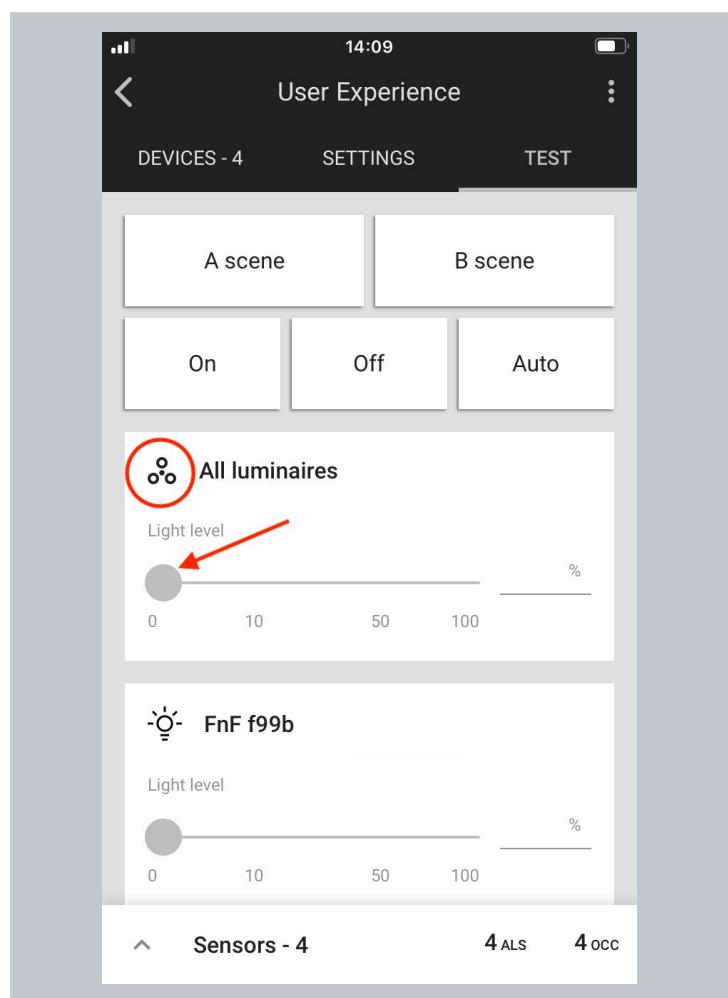 14:09
User Experience
DEVICES - 4 SETTINGS TEST
A scene B scene
On Off Auto
All luminaires
Light level
%
0 10 50 100
FnF f99b
Light level
%
0 10 50 100
Sensors - 4 4 ALS 4 OCC